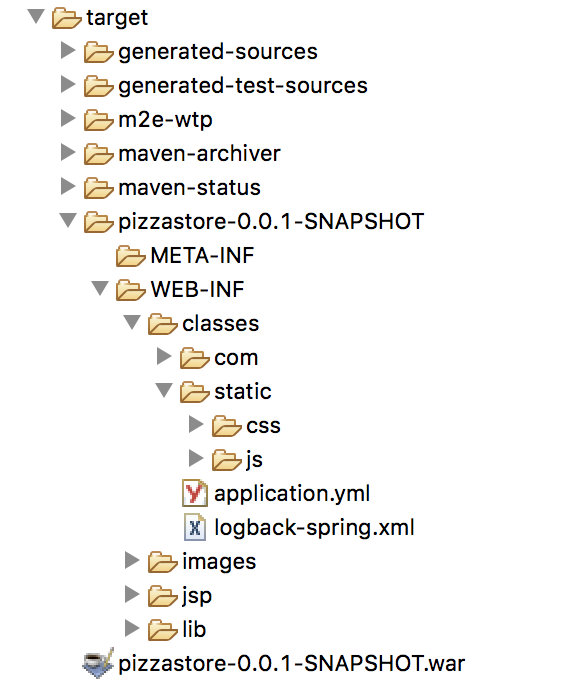 target
generated-sources
generated-test-sources
m2e-wtp
maven-archiver
maven-status
pizzastore-0.0.1-SNAPSHOT
META-INF
WEB-INF
classes
com
static
css
js
application.yml
logback-spring.xml
images
jsp
lib
pizzastore-0.0.1-SNAPSHOT.war